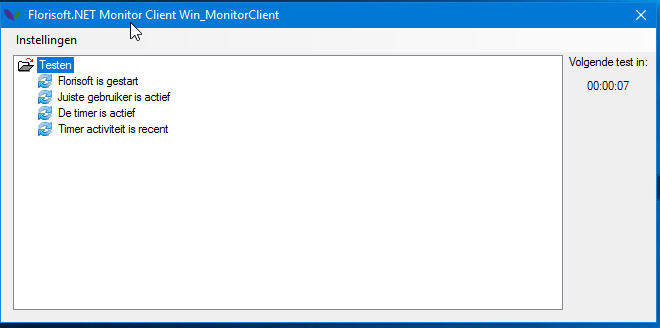 Florisoft.NET Monitor Client Win_MonitorClient
Instellingen
Testen
Florisoft is gestart
Juiste gebruiker is actief
De timer is actief
Timer activiteit is recent
Volgende test in:
00:00:07